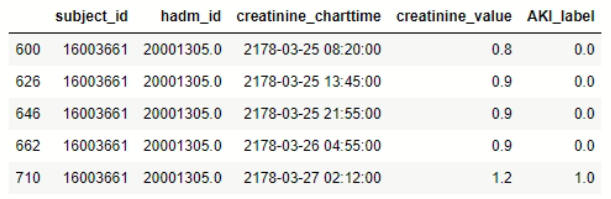 subject_id hadm_id creatinine_charttime creatinine_value AKI_label
600 16003661 20001305.0 2178-03-25 08:20:00 0.8 0.0
626 16003661 20001305.0 2178-03-25 13:45:00 0.9 0.0
646 16003661 20001305.0 2178-03-25 21:55:00 0.9 0.0
662 16003661 20001305.0 2178-03-26 04:55:00 0.9 0.0
710 16003661 20001305.0 2178-03-27 02:12:00 1.2 1.0